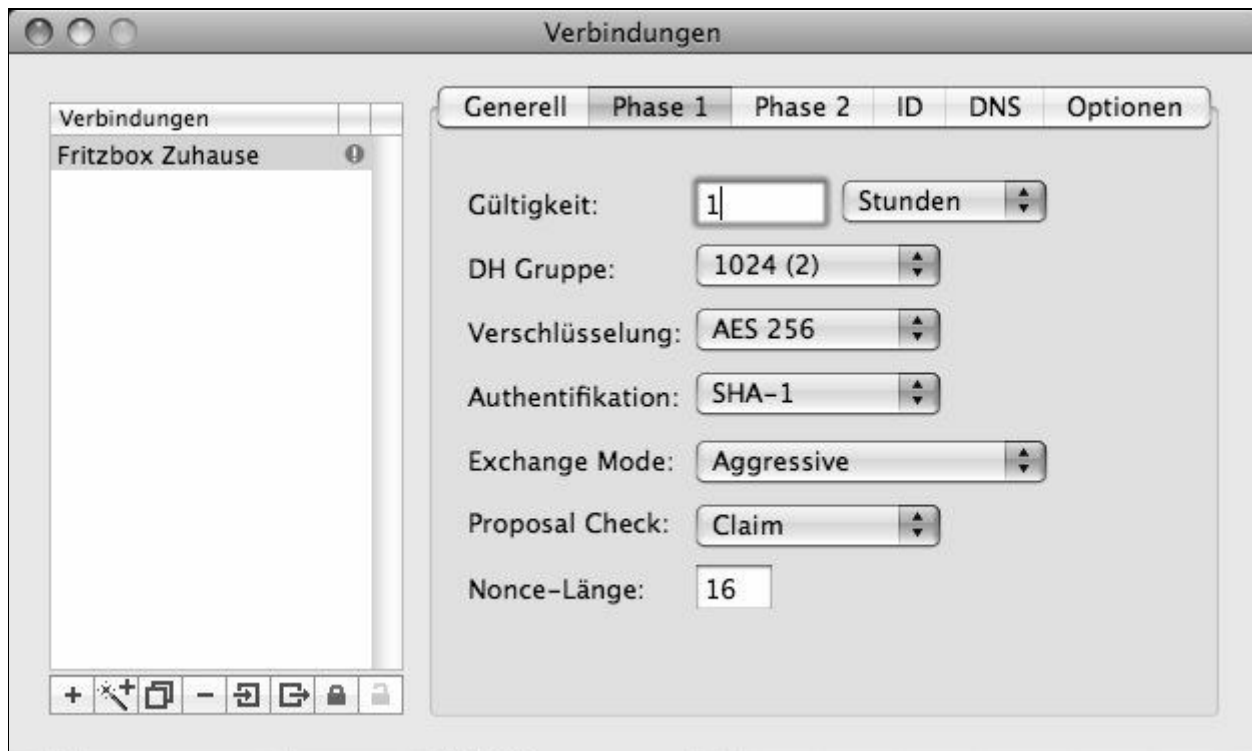 Verbindungen
Verbindungen
Fritzbox Zuhause
Generell Phase 1 Phase 2 ID DNS Optionen
Gültigkeit: 1 Stunden
DH Gruppe: 1024 (2)
Verschlüsselung: AES 256
Authentifikation: SHA-1
Exchange Mode: Aggressive
Proposal Check: Claim
Nonce-Länge: 16